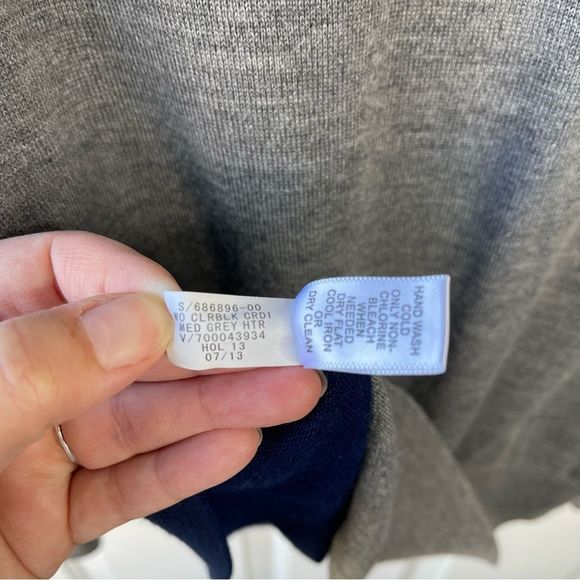 S/686896-00
MO CLRBLK CRDI
MED GREY HTR
V/700043934
HOL 13
07/13
HAND WASH
COLD
ONLY NON-
CHLORINE
BLEACH
WHEN
NEEDED
DRY FLAT
COOL IRON
OR
DRY CLEAN